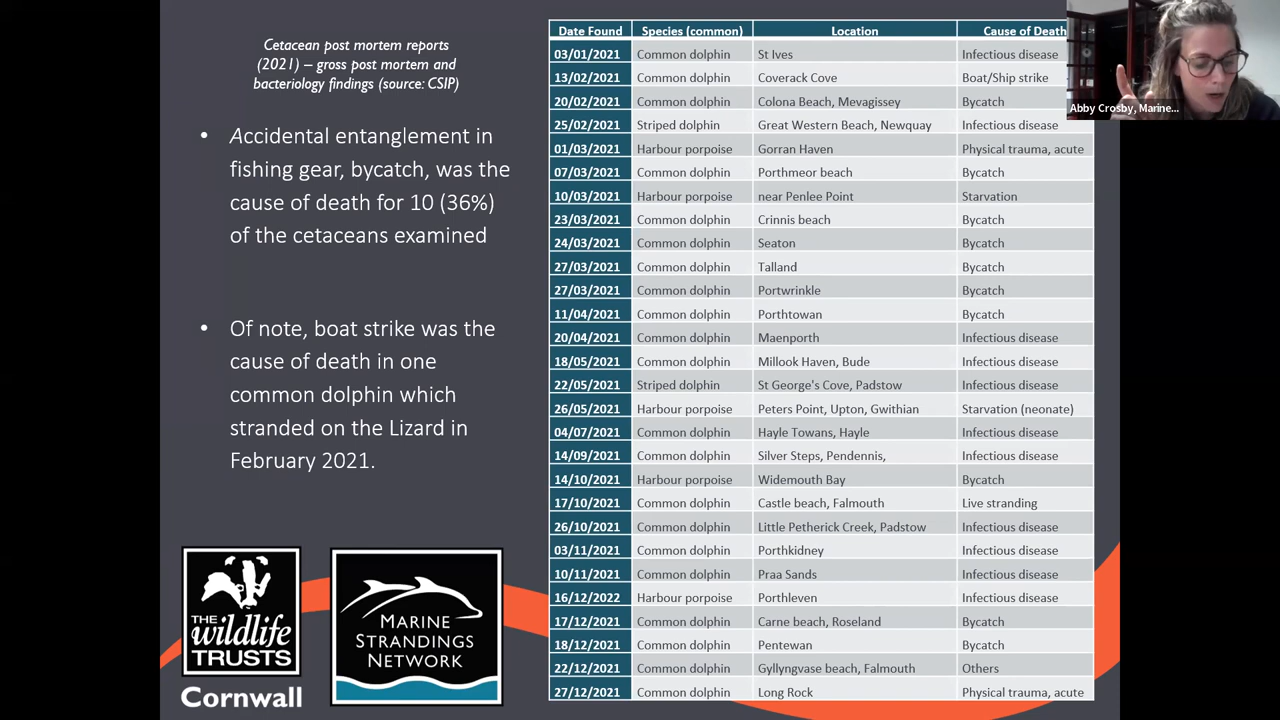 Cetacean post mortem reports
(2021) – gross post mortem and
bacteriology findings (source: CSIP)
• Accidental entanglement in
fishing gear, bycatch, was the
cause of death for 10 (36%)
of the cetaceans examined
• Of note, boat strike was the
cause of death in one
common dolphin which
stranded on the Lizard in
February 2021.
THE
wildlife
TRUSTS
Cornwall
MARINE
STRANDINGS
NETWORK
Date Found Species (common) Location Cause of Death
03/01/2021 Common dolphin St Ives Infectious disease
13/02/2021 Common dolphin Coverack Cove Boat/Ship strike
20/02/2021 Common dolphin Colona Beach, Mevagissey Bycatch
25/02/2021 Striped dolphin Great Western Beach, Newquay Infectious disease
01/03/2021 Harbour porpoise Gorran Haven Physical trauma, acute
07/03/2021 Common dolphin Porthmeor beach Bycatch
10/03/2021 Harbour porpoise near Penlee Point Starvation
23/03/2021 Common dolphin Crinnis beach Bycatch
24/03/2021 Common dolphin Seaton Bycatch
27/03/2021 Common dolphin Talland Bycatch
27/03/2021 Common dolphin Portwrinkle Bycatch
11/04/2021 Common dolphin Porthtowan Bycatch
20/04/2021 Common dolphin Maenporth Infectious disease
18/05/2021 Common dolphin Millook Haven, Bude Infectious disease
22/05/2021 Striped dolphin St George's Cove, Padstow Infectious disease
26/05/2021 Harbour porpoise Peters Point, Upton, Gwithian Starvation (neonate)
04/07/2021 Common dolphin Hayle Towans, Hayle Infectious disease
14/09/2021 Common dolphin Silver Steps, Pendennis, Infectious disease
14/10/2021 Harbour porpoise Widemouth Bay Bycatch
17/10/2021 Common dolphin Castle beach, Falmouth Live stranding
26/10/2021 Common dolphin Little Petherick Creek, Padstow Infectious disease
03/11/2021 Common dolphin Porthkidney Infectious disease
10/11/2021 Common dolphin Praa Sands Infectious disease
16/12/2022 Harbour porpoise Porthleven Infectious disease
17/12/2021 Common dolphin Carne beach, Roseland Bycatch
18/12/2021 Common dolphin Pentewan Bycatch
22/12/2021 Common dolphin Gyllyngvase beach, Falmouth Others
27/12/2021 Common dolphin Long Rock Physical trauma, acute
Abby Crosby, Marine...